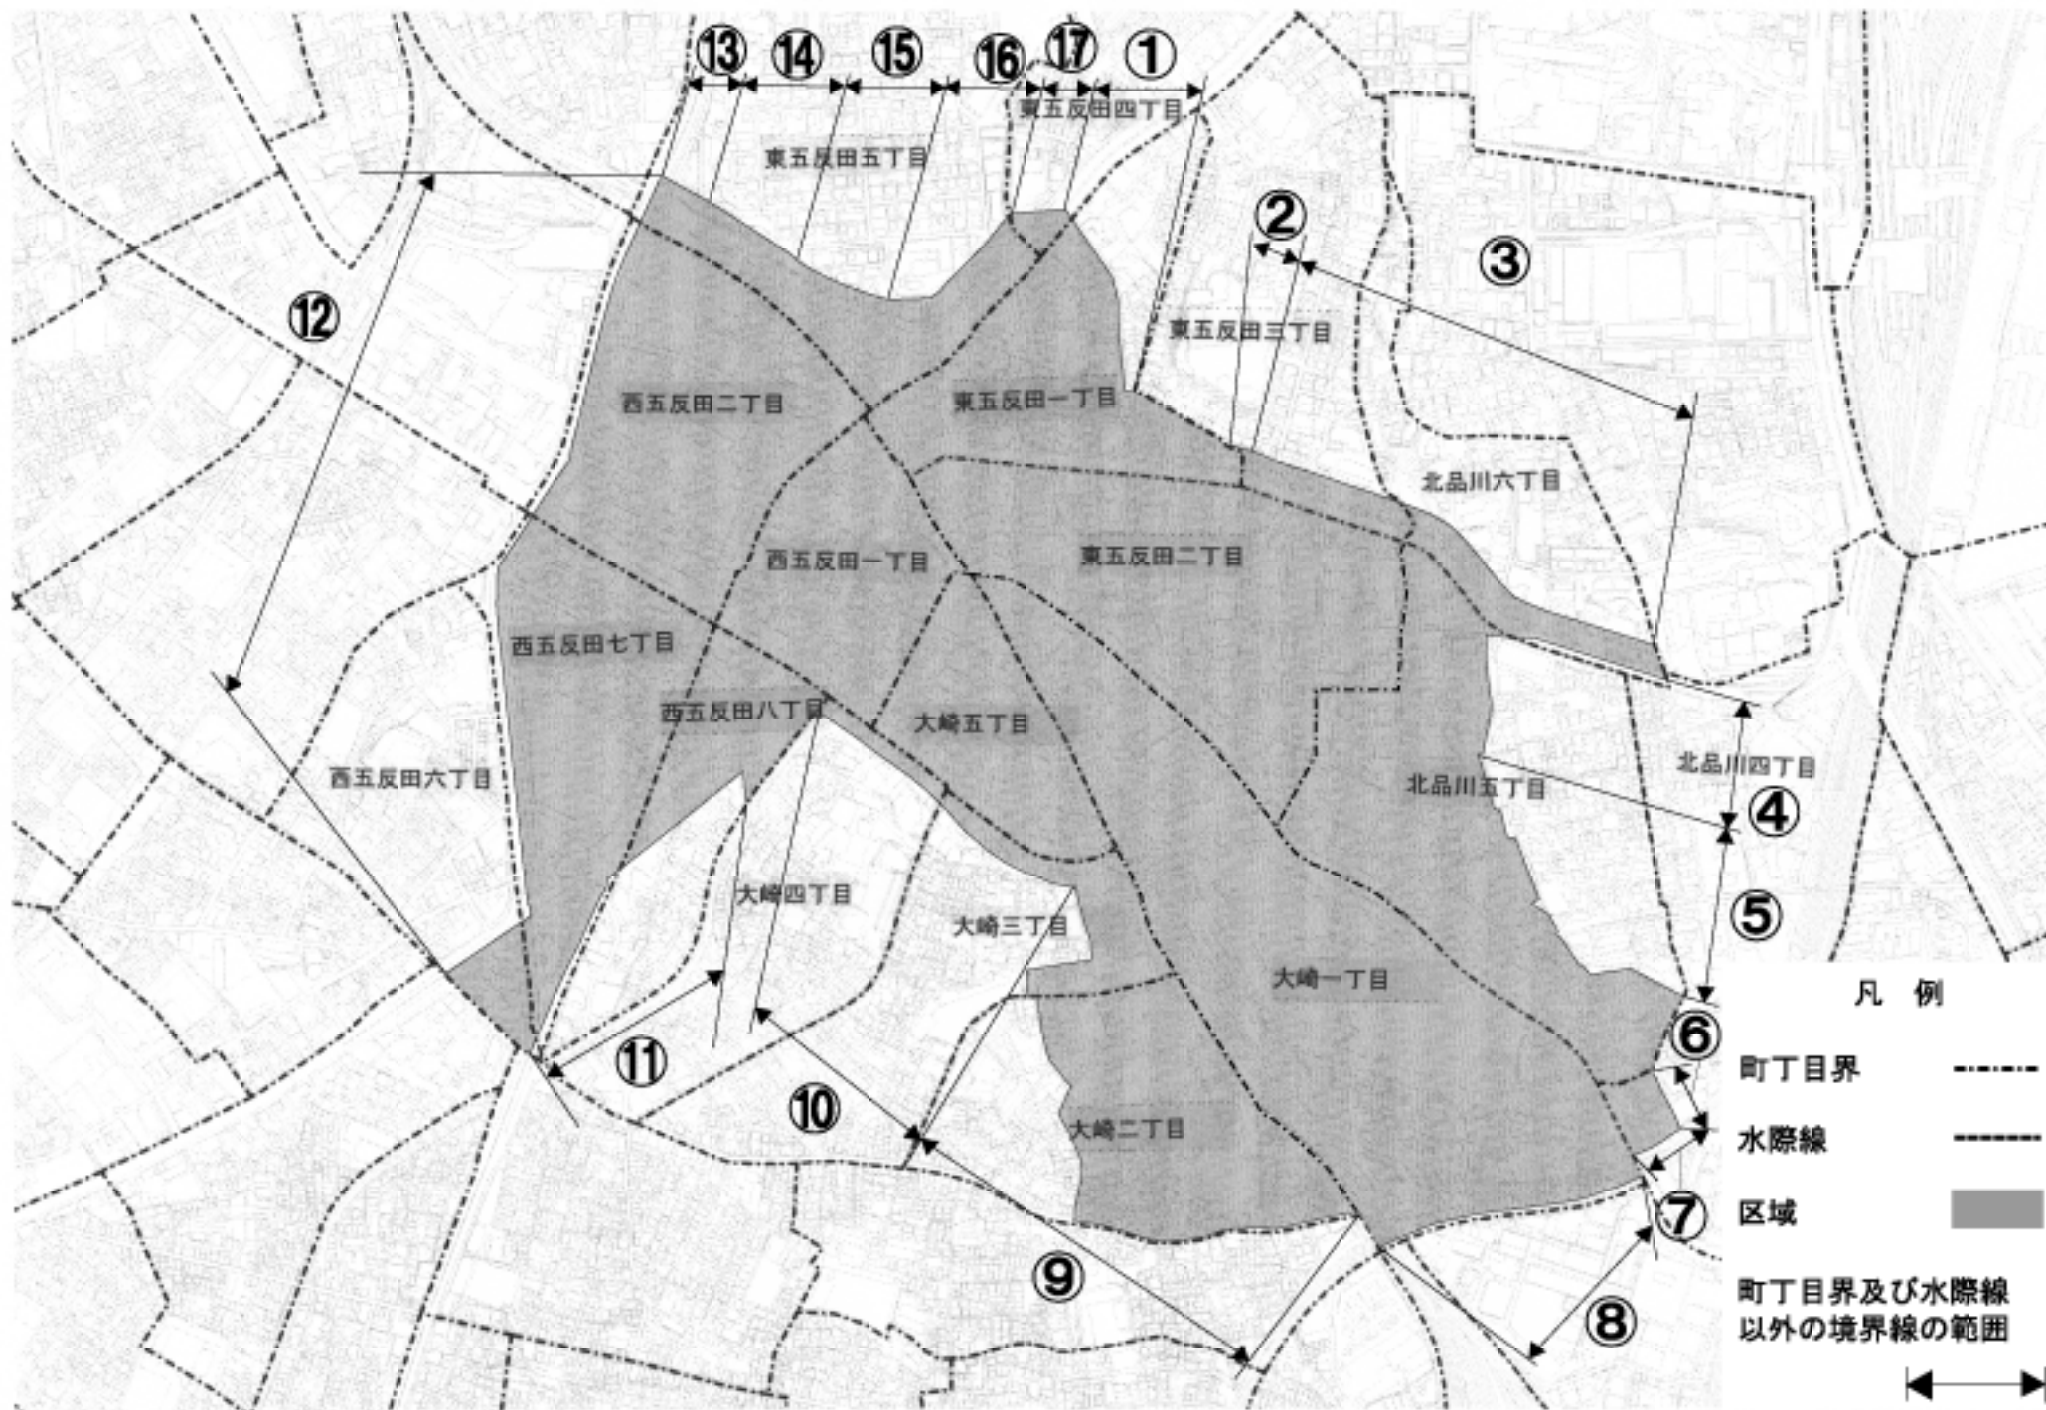 ⑬
⑭
⑮
⑯
⑰
①
東五反田四丁目
東五反田五丁目
②
③
⑫
東五反田三丁目
西五反田二丁目
東五反田一丁目
北品川六丁目
西五反田一丁目
東五反田二丁目
西五反田七丁目
西五反田八丁目
大崎五丁目
西五反田六丁目
北品川五丁目
北品川四丁目
④
大崎四丁目
大崎三丁目
⑤
大崎一丁目
⑥
⑪
⑩
大崎二丁目
⑦
⑨
⑧
凡 例
町丁目界
水際線
区域
町丁目界及び水際線
以外の境界線の範囲